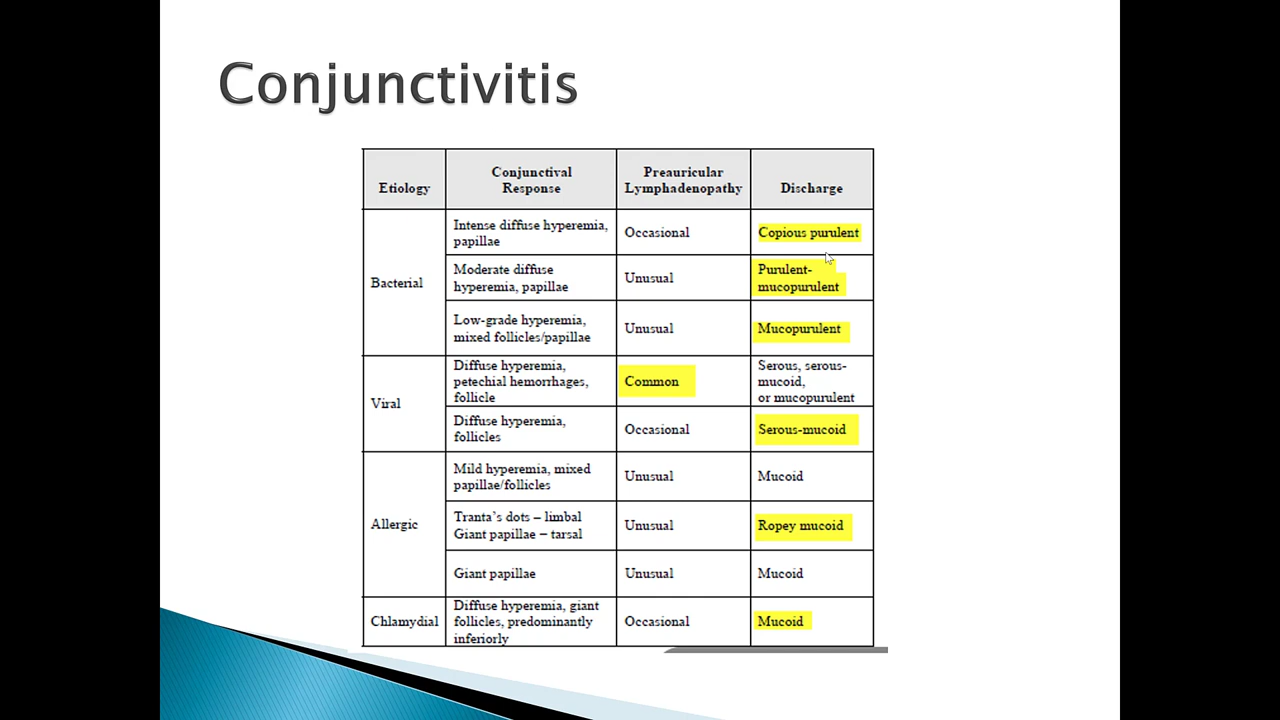 Conjunctivitis
Etiology
Conjunctival
Response
Preauricular
Lymphadenopathy
Discharge
Bacterial
Intense diffuse hyperemia,
papillae
Occasional
Copious purulent
Moderate diffuse
hyperemia, papillae
Unusual
Purulent-
mucopurulent
Low-grade hyperemia,
mixed follicles/papillae
Unusual
Mucopurulent
Viral
Diffuse hyperemia,
petechial hemorrhages,
follicle
Common
Serous, serous-
mucoid,
or mucopurulent
Diffuse hyperemia,
follicles
Occasional
Serous-mucoid
Allergic
Mild hyperemia, mixed
papillae/follicles
Unusual
Mucoid
Tranta's dots – limbal
Giant papillae – tarsal
Unusual
Ropey mucoid
Giant papillae
Unusual
Mucoid
Chlamydial
Diffuse hyperemia, giant
follicles, predominantly
inferiorly
Occasional
Mucoid